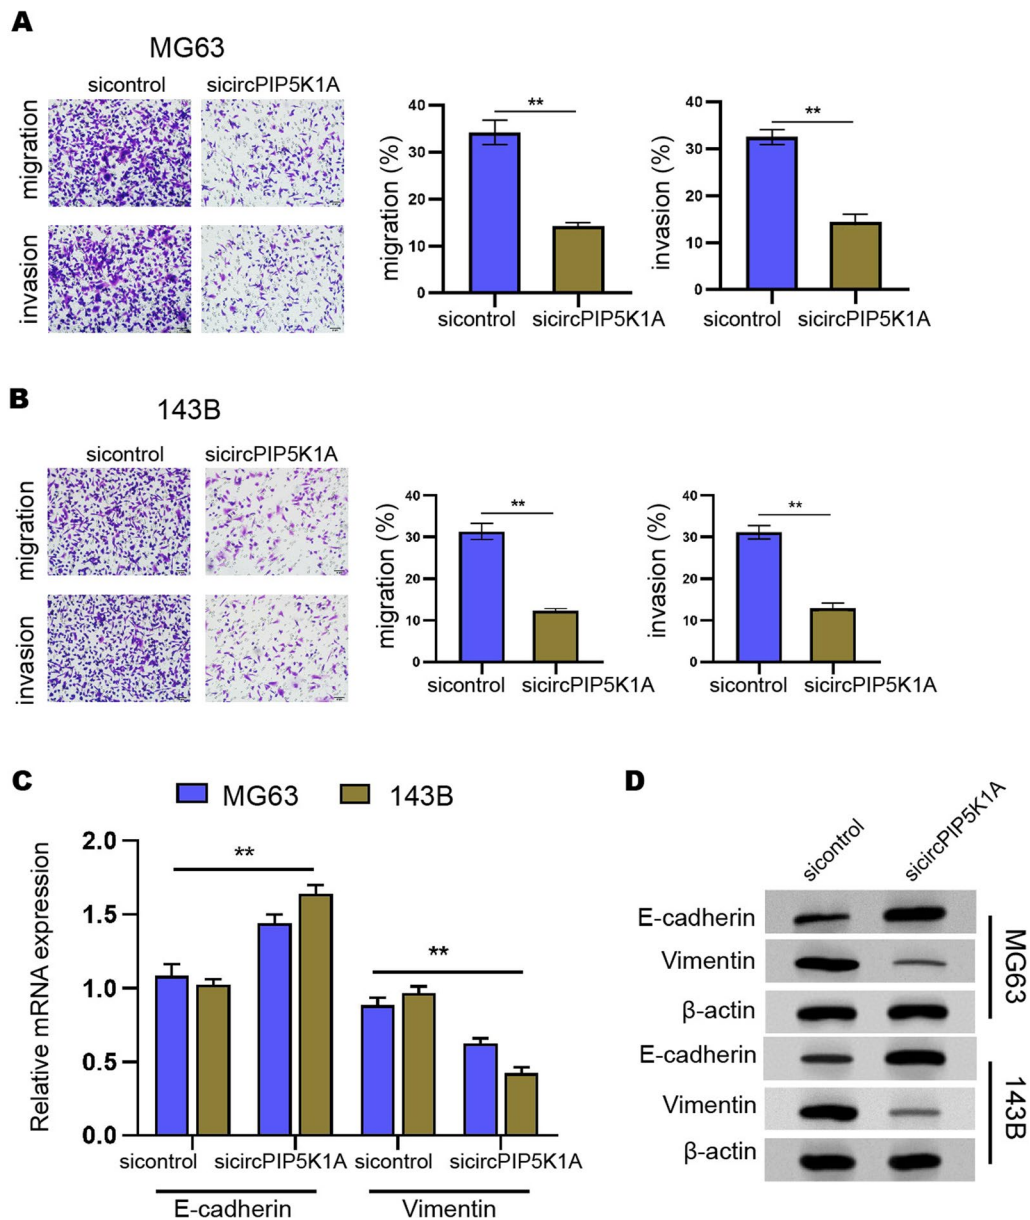 A
MG63
sicontrol sicircPIP5K1A
migration
invasion
migration (%)
40
30
20
10
0
**
sicontrol sicircPIP5K1A
invasion (%)
40
30
20
10
0
**
sicontrol sicircPIP5K1A
B
143B
sicontrol sicircPIP5K1A
migration
invasion
migration (%)
40
30
20
10
0
**
sicontrol sicircPIP5K1A
invasion (%)
40
30
20
10
0
**
sicontrol sicircPIP5K1A
C
MG63 143B
Relative mRNA expression
2.0
1.5
1.0
0.5
0.0
**
**
sicontrol sicircPIP5K1A sicontrol sicircPIP5K1A
E-cadherin Vimentin
D
sicontrol sicircPIP5K1A
E-cadherin
Vimentin
β-actin
MG63
E-cadherin
Vimentin
β-actin
143B